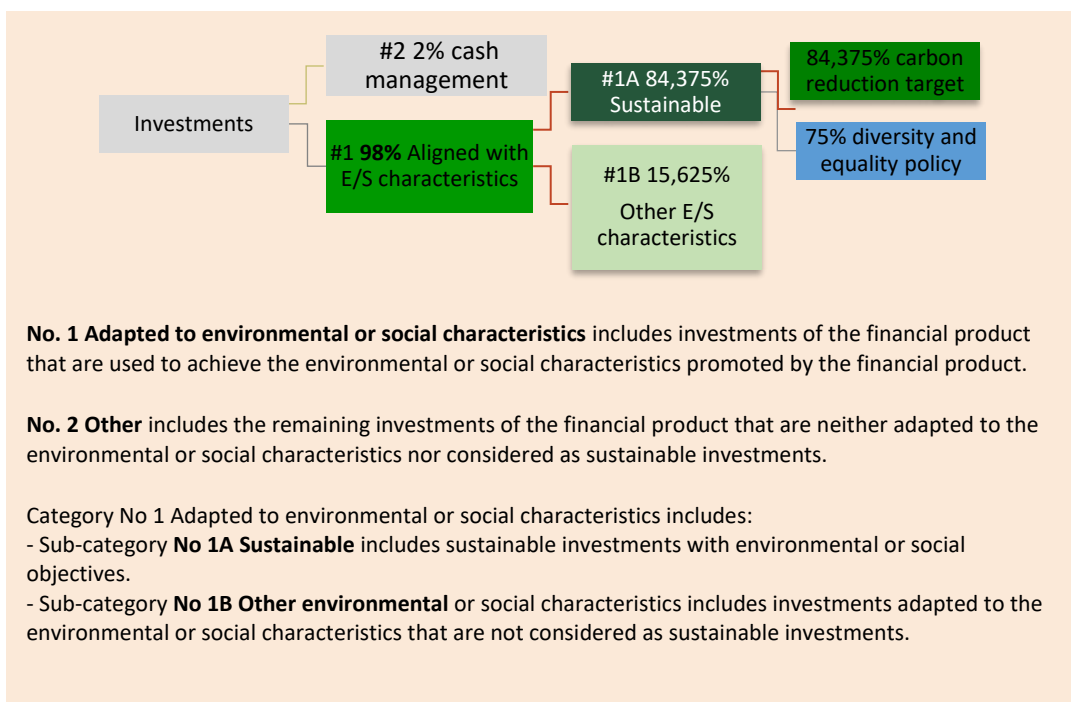 #2 2% cash
management
Investments
#1 98% Aligned with
E/S characteristics
#1A 84,375%
Sustainable
#1B 15,625%
Other E/S
characteristics
84,375% carbon
reduction target
75% diversity and
equality policy
No. 1 Adapted to environmental or social characteristics includes investments of the financial product
that are used to achieve the environmental or social characteristics promoted by the financial product.
No. 2 Other includes the remaining investments of the financial product that are neither adapted to the
environmental or social characteristics nor considered as sustainable investments.
Category No 1 Adapted to environmental or social characteristics includes:
- Sub-category No 1A Sustainable includes sustainable investments with environmental or social
objectives.
- Sub-category No 1B Other environmental or social characteristics includes investments adapted to the
environmental or social characteristics that are not considered as sustainable investments.